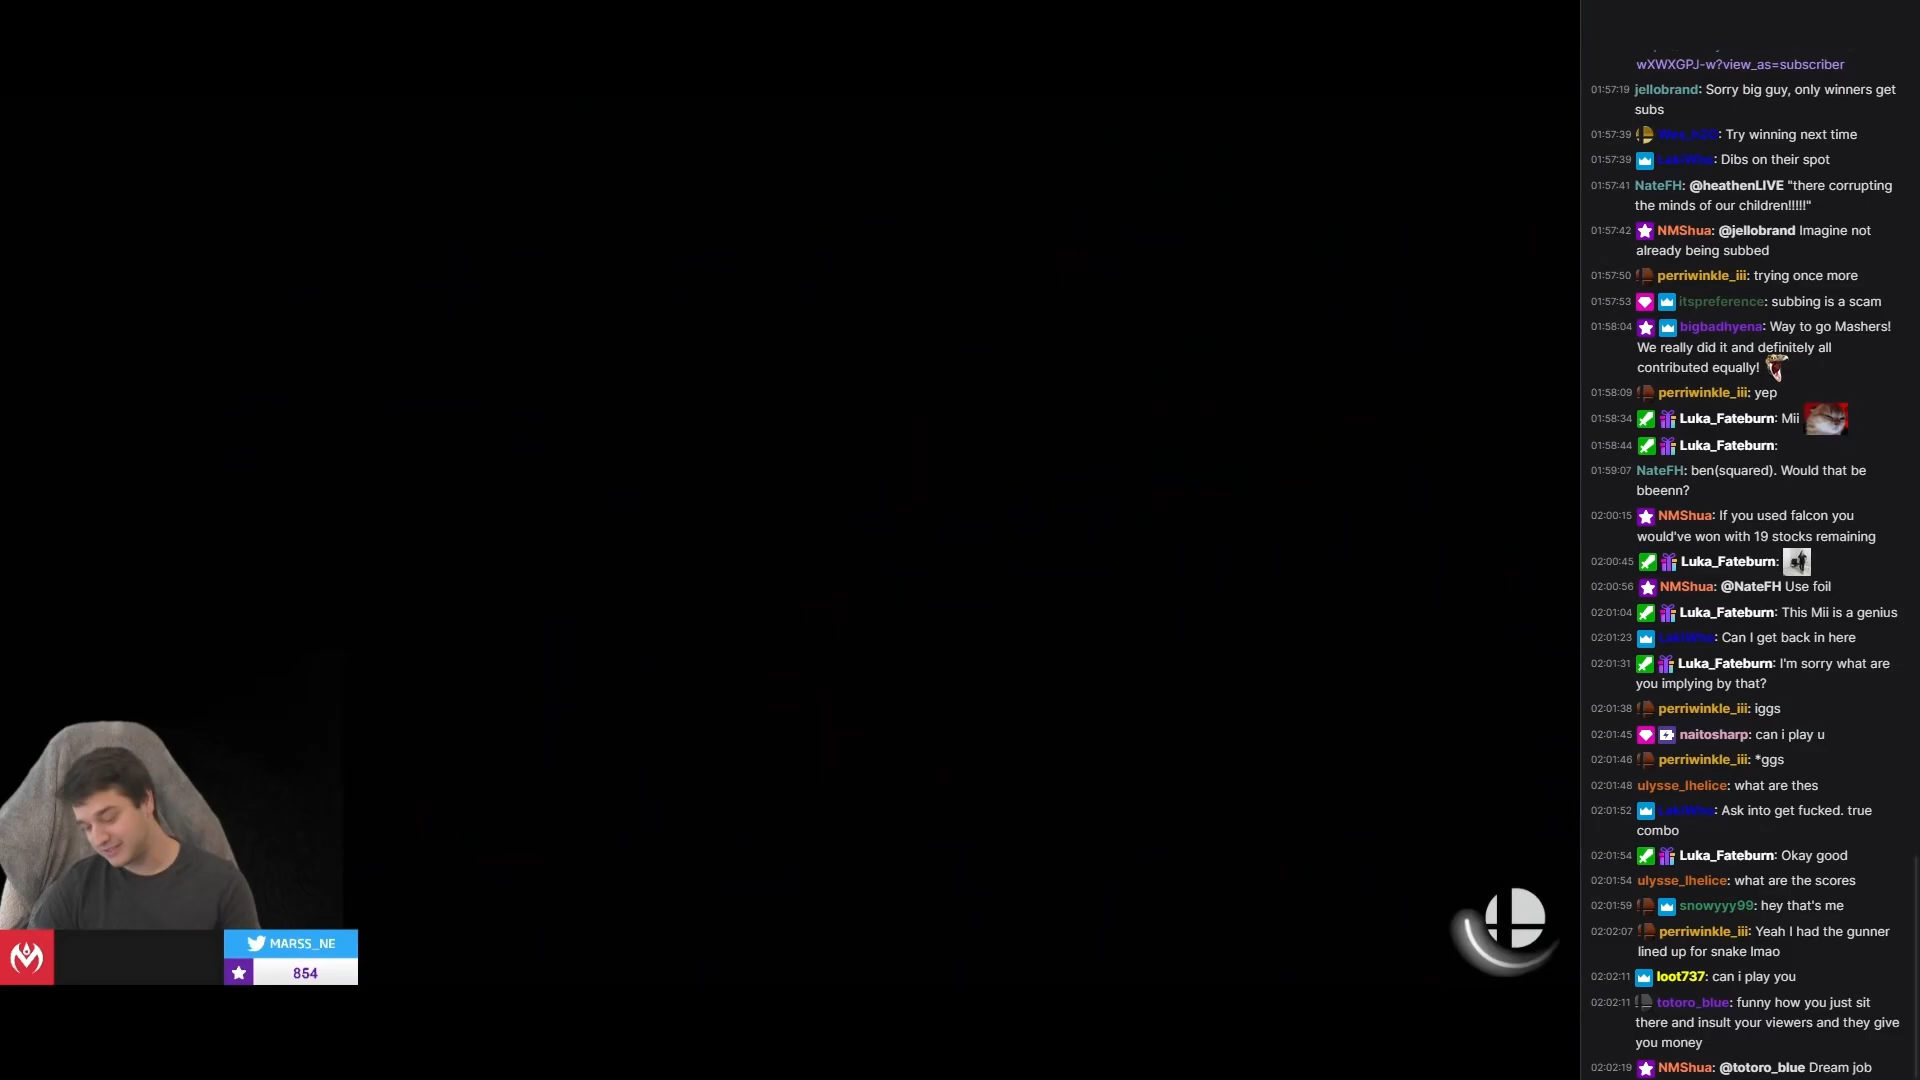 wXWXGPJ-w?view_as=subscriber
01:57:19 jellobrand: Sorry big guy, only winners get
subs
01:57:39 : Try winning next time
01:57:39 : Dibs on their spot
01:57:41 NateFH: @heathenLIVE "there corrupting
the minds of our children!!!!!"
01:57:42 NMShua: @jellobrand Imagine not
already being subbed
01:57:50 perriwinkle_iii: trying once more
01:57:53 itspreference: subbing is a scam
01:58:04 bigbadhyena: Way to go Mashers!
We really did it and definitely all
contributed equally!
01:58:09 perriwinkle_iii: yep
01:58:34 Luka_Fateburn: Mii
01:58:44 Luka_Fateburn:
01:59:07 NateFH: ben(squared). Would that be
bbeenn?
02:00:15 NMShua: If you used falcon you
would've won with 19 stocks remaining
02:00:45 Luka_Fateburn:
02:00:56 NMShua: @NateFH Use foil
02:01:04 Luka_Fateburn: This Mii is a genius
02:01:23 : Can I get back in here
02:01:31 Luka_Fateburn: I'm sorry what are
you implying by that?
02:01:38 perriwinkle_iii: iggs
02:01:45 naitosharp: can i play u
02:01:46 perriwinkle_iii: *ggs
02:01:48 ulysse_lhelice: what are thes
02:01:52 : Ask into get fucked. true
combo
02:01:54 Luka_Fateburn: Okay good
02:01:54 ulysse_lhelice: what are the scores
02:01:59 snowyyy99: hey that's me
02:02:07 perriwinkle_iii: Yeah I had the gunner
lined up for snake lmao
02:02:11 loot737: can i play you
02:02:11 totoro_blue: funny how you just sit
there and insult your viewers and they give
you money
02:02:19 NMShua: @totoro_blue Dream job
MARSS_NE
854